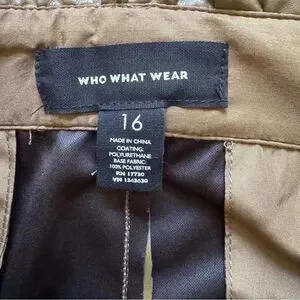 WHO WHAT WEAR
16
MADE IN CHINA
COATING:
POLYURETHANE
BASE FABRIC:
100% POLYESTER
RN 17730
VN 1343630